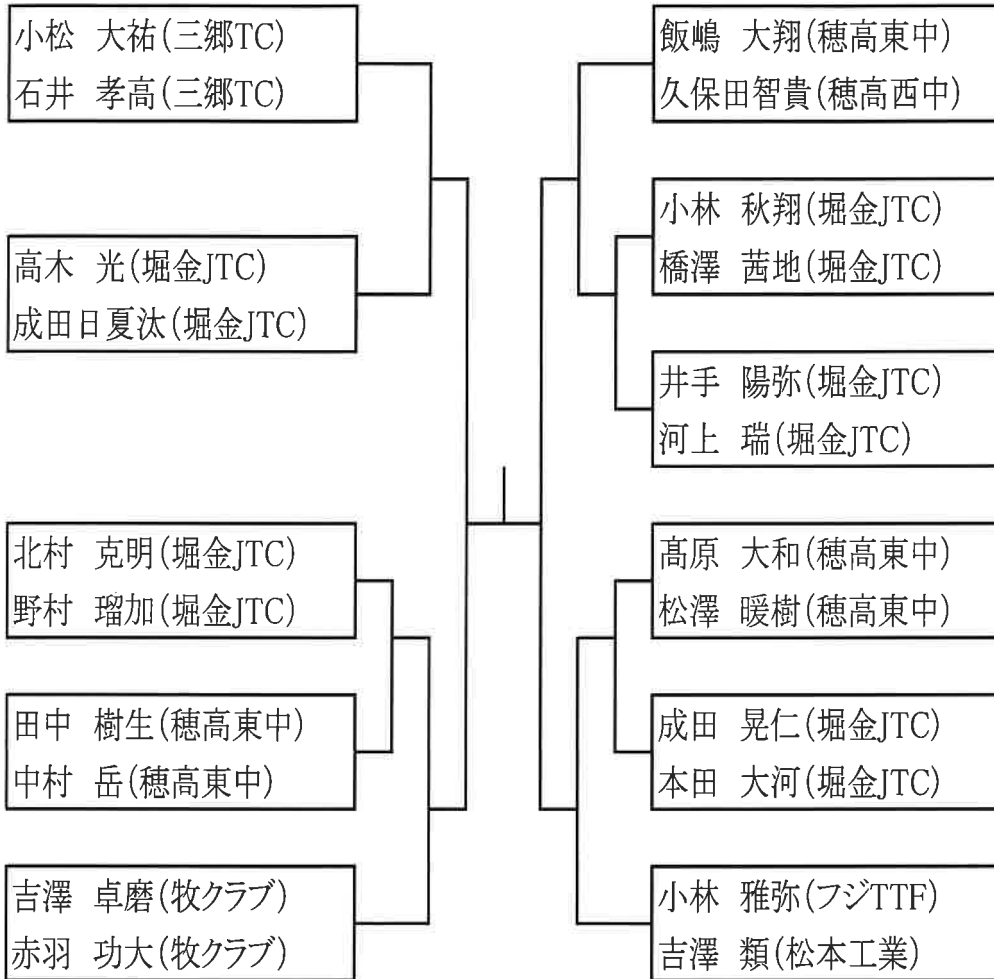 小松 大祐(三郷TC)
石井 孝高(三郷TC)
高木 光(堀金JTC)
成田日夏汰(堀金JTC)
北村 克明(堀金JTC)
野村 瑠加(堀金JTC)
田中 樹生(穂高東中)
中村 岳(穂高東中)
吉澤 卓磨(牧クラブ)
赤羽 功大(牧クラブ)
飯嶋 大翔(穂高東中)
久保田智貴(穂高西中)
小林 秋翔(堀金JTC)
橋澤 茜地(堀金JTC)
井手 陽弥(堀金JTC)
河上 瑞(堀金JTC)
髙原 大和(穂高東中)
松澤 暖樹(穂高東中)
成田 晃仁(堀金JTC)
本田 大河(堀金JTC)
小林 雅弥(フジTTF)
吉澤 類(松本工業)